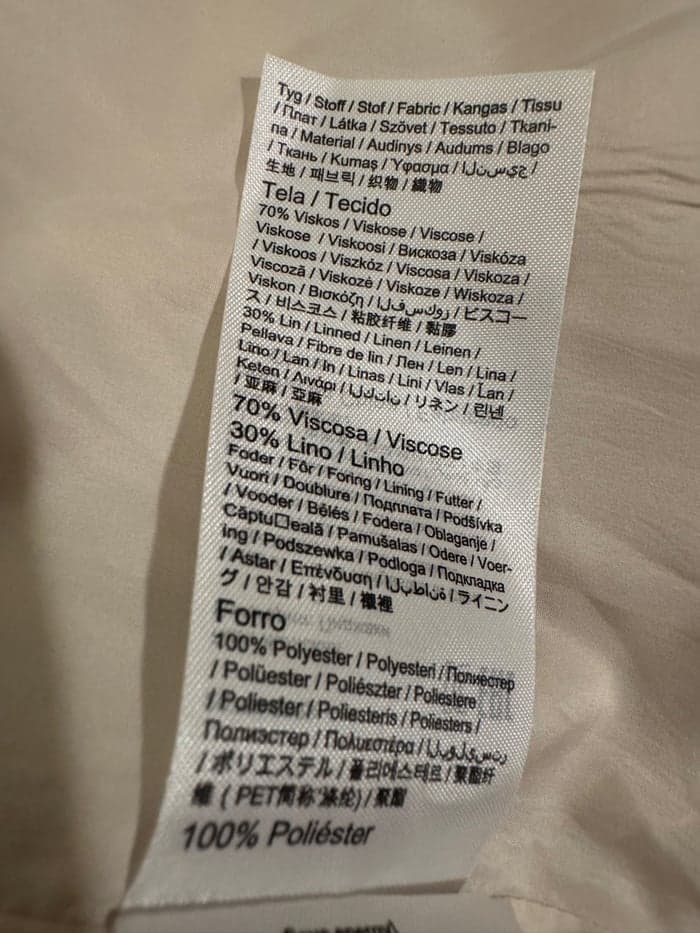 Tyg / Stoff / Stof / Fabric / Kangas / Tissu
/ Плат / Látka / Szövet / Tessuto / Tkani-
na / Material / Audinys / Audums / Blago
/ Ткань / Kumaş / Ύφασμα / النسيج /
生地 / 패브릭 / 织物 / 織物
Tela / Tecido
70% Viskos / Viskose / Viscose /
Viskose / Viskoosi / Вискоза / Viskóza
/ Viskoos / Viszkóz / Viscosa / Viskoza /
Viscoză / Viskozė / Viskoze / Wiskoza /
Viskon / Βισκόζη / الفسكوز / ビスコー
ス / 비스코스 / 粘胶纤维 / 黏膠
30% Lin / Linned / Linen / Leinen /
Pellava / Fibre de lin / Лен / Len / Lina /
Lino / Lan / In / Linas / Lini / Vlas / Ļan /
Keten / Λινάρι / الكتان / リネン / 린넨
/ 亚麻 / 亞麻
70% Viscosa / Viscose
30% Lino / Linho
Foder / Fôr / Foring / Lining / Futter /
Vuori / Doublure / Подплата / Podšívka
/ Vooder / Bélés / Fodera / Oblaganje /
Căptu□eală / Pamušalas / Odere / Voer-
ing / Podszewka / Podloga / Подкладка
/ Astar / Επένδυση / البطانة / ライニン
グ / 안감 / 衬里 / 襯裡
Forro
100% Polyester / Polyesteri / Полиестер
/ Polüester / Poliészter / Poliestere
/ Poliester / Poliesteris / Poliesters /
Полиэстер / Πολυεστέρα / البوليستر
/ ポリエステル / 폴리에스테르 / 聚酯纤
维 ( PET简称'涤纶) / 聚酯
100% Poliéster